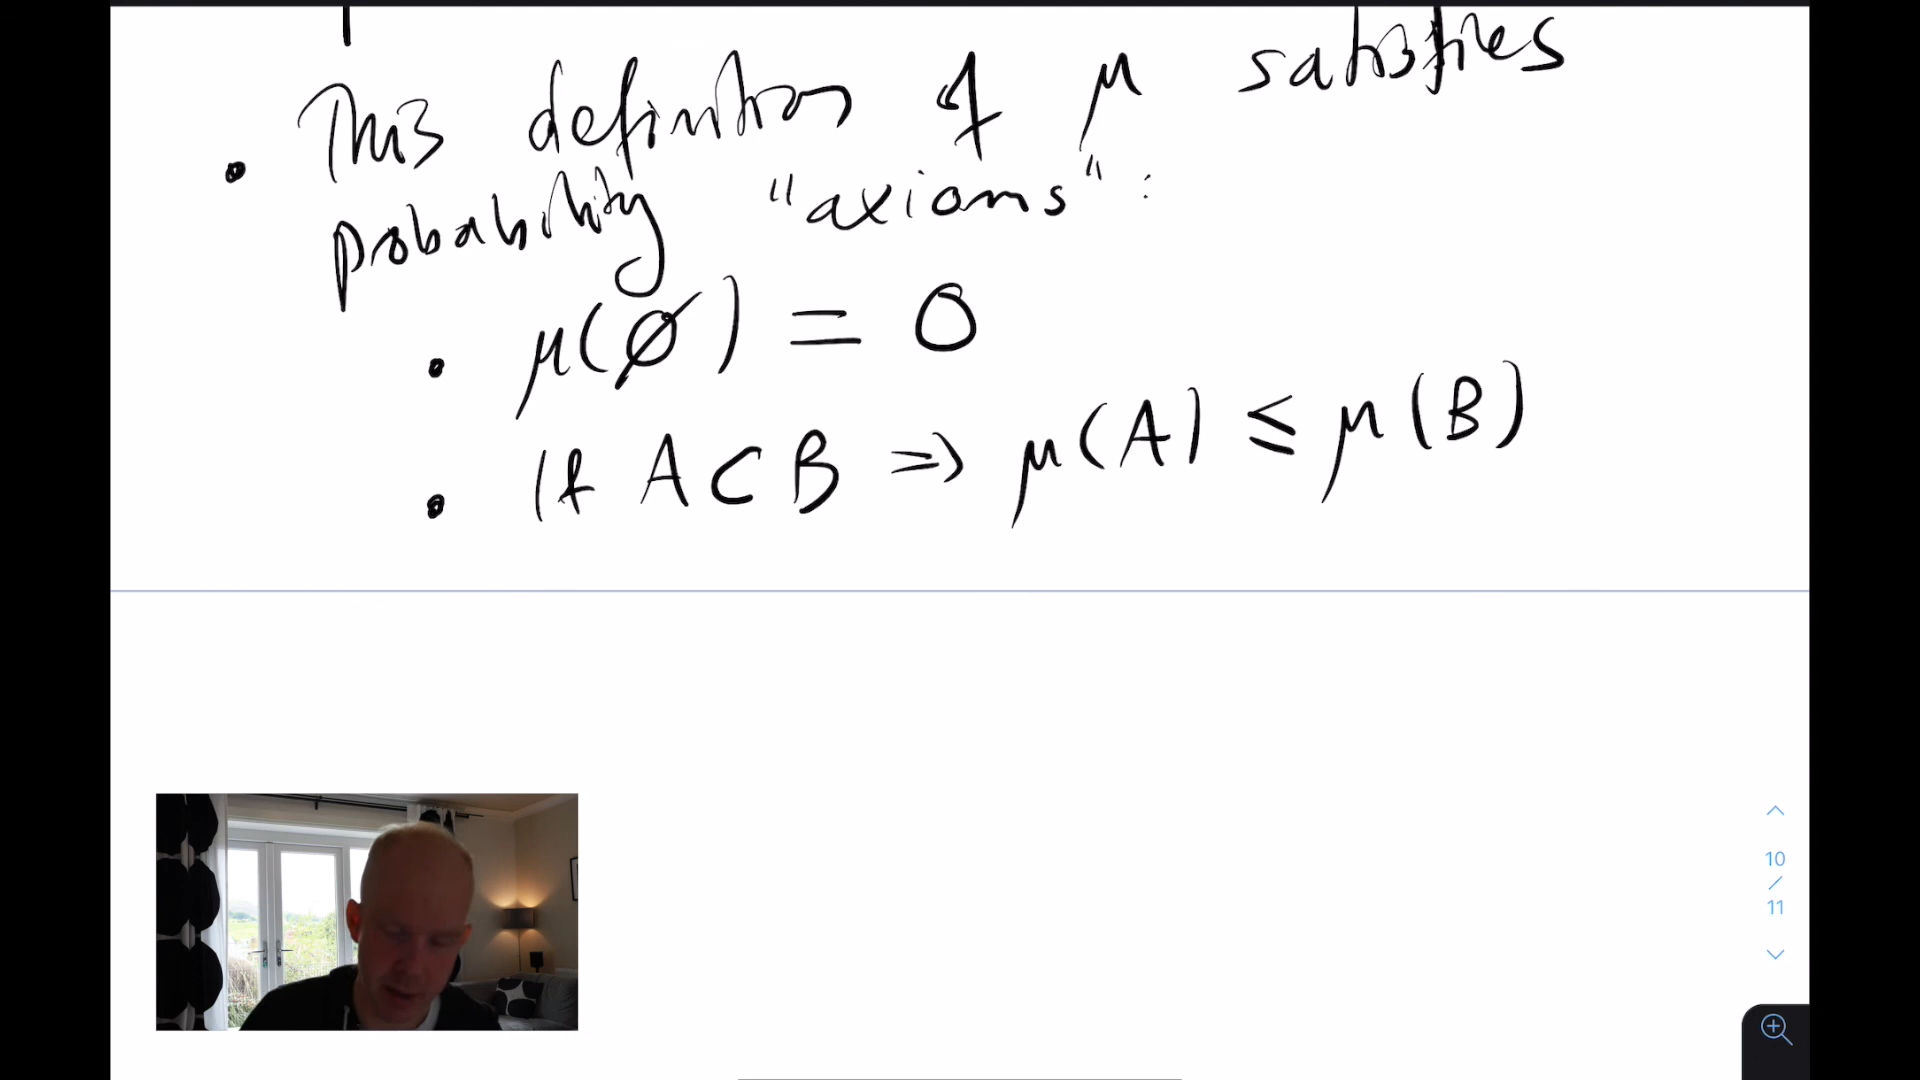 • This definition of μ satisfies
probability "axioms":
• μ(∅) = 0
• If A ⊂ B ⇒ μ(A) ≤ μ(B)
10
/
11